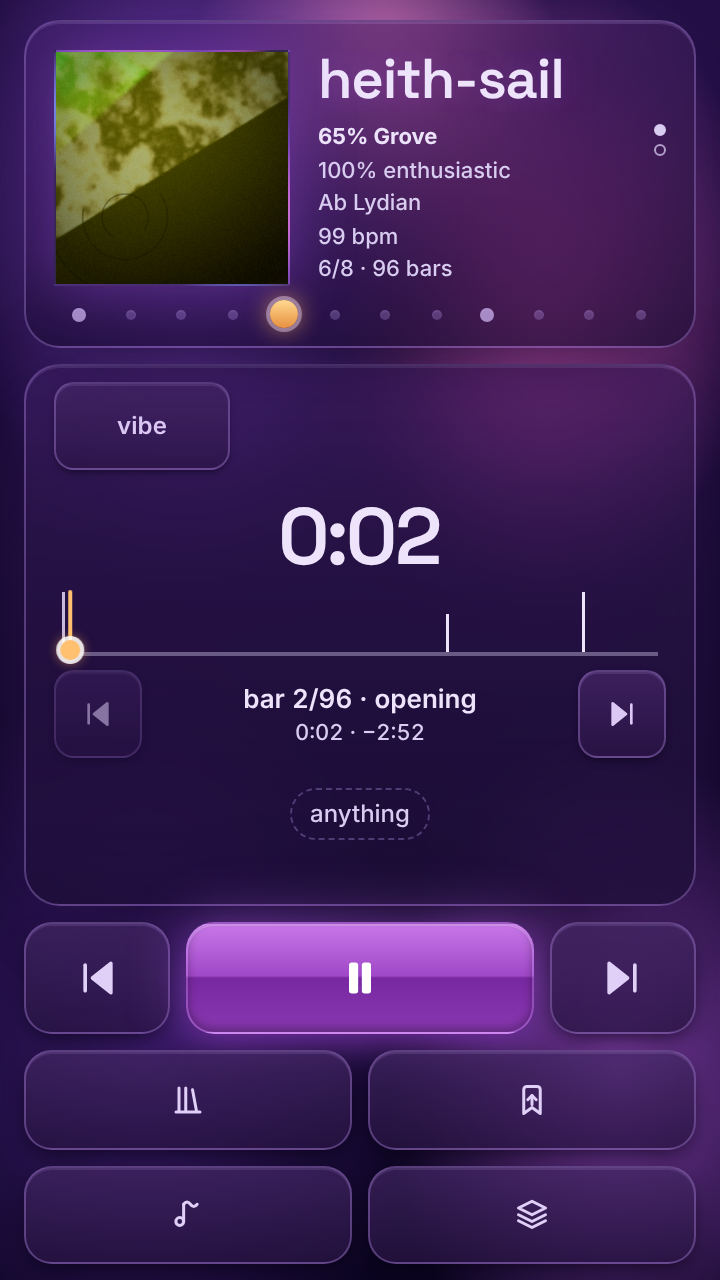 heith-sail
65% Grove
100% enthusiastic
Ab Lydian
99 bpm
6/8 · 96 bars
vibe
0:02
bar 2/96 · opening
0:02 · −2:52
anything